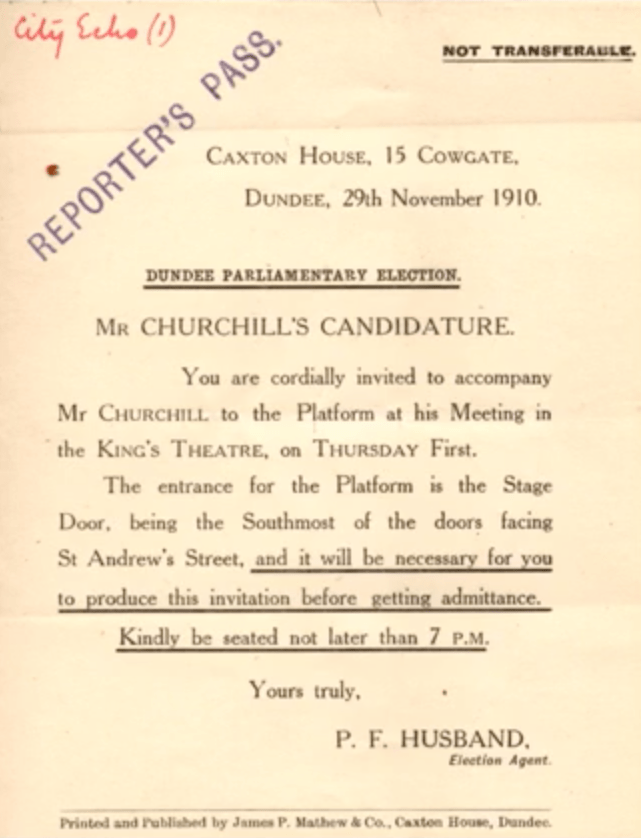 City Echo (1)
REPORTER'S PASS.
NOT TRANSFERABLE.
CAXTON HOUSE, 15 COWGATE,
DUNDEE, 29th November 1910.
DUNDEE PARLIAMENTARY ELECTION.
MR CHURCHILL'S CANDIDATURE.
You are cordially invited to accompany
Mr CHURCHILL to the Platform at his Meeting in
the KING'S THEATRE, on THURSDAY First.
The entrance for the Platform is the Stage
Door, being the Southmost of the doors facing
St Andrew's Street, and it will be necessary for you
to produce this invitation before getting admittance.
Kindly be seated not later than 7 P.M.
Yours truly,
P. F. HUSBAND,
Election Agent.
Printed and Published by James P. Mathew & Co., Caxton House, Dundee.